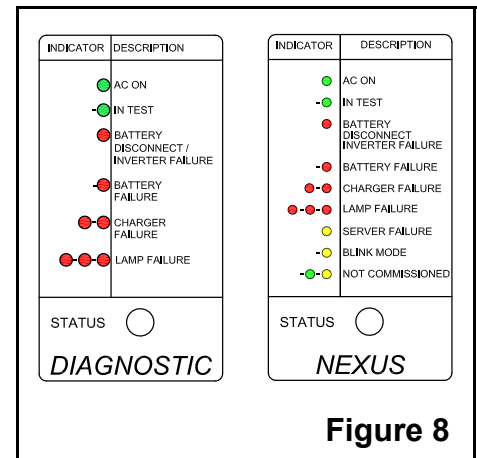 INDICATOR DESCRIPTION
AC ON
IN TEST
BATTERY
DISCONNECT /
INVERTER FAILURE
BATTERY
FAILURE
CHARGER
FAILURE
LAMP FAILURE
STATUS
DIAGNOSTIC
INDICATOR DESCRIPTION
AC ON
IN TEST
BATTERY
DISCONNECT
INVERTER FAILURE
BATTERY FAILURE
CHARGER FAILURE
LAMP FAILURE
SERVER FAILURE
BLINK MODE
NOT COMMISSIONED
STATUS
NEXUS
Figure 8